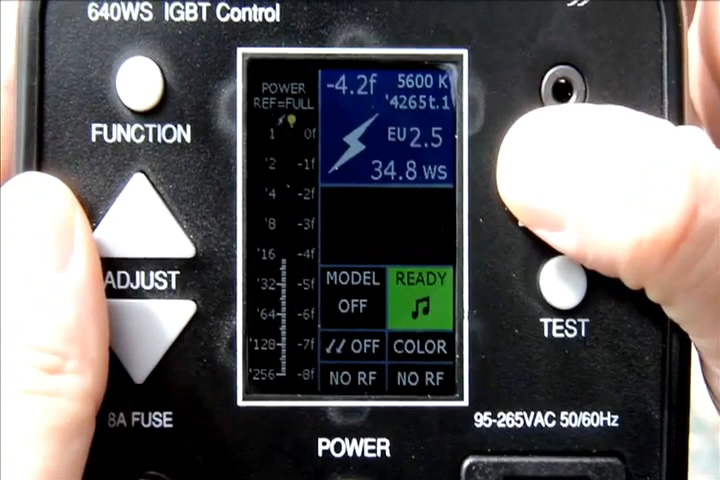 640WS IGBT Control
FUNCTION
ADJUST
8A FUSE
POWER
95-265VAC 50/60Hz
TEST
POWER
REF=FULL
1 0f
'2 -1f
'4 -2f
'8 -3f
'16 -4f
'32 -5f
'64 -6f
'128 -7f
'256 -8f
-4.2f 5600 K
'4265t.1
EU 2.5
34.8 WS
MODEL
OFF
READY
OFF
COLOR
NO RF
NO RF